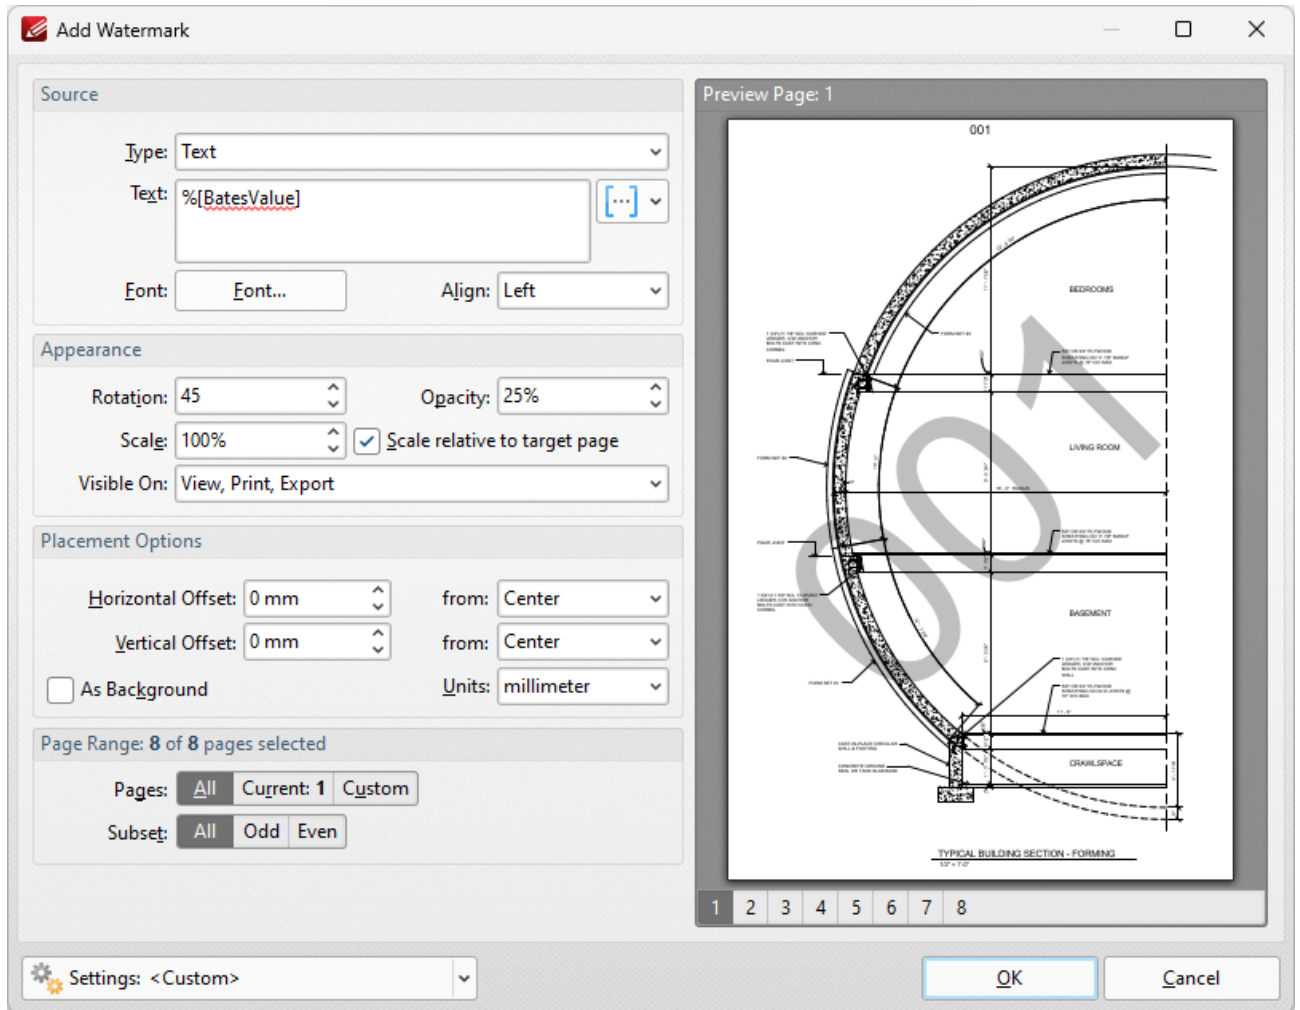 Add Watermark
Source
Type: Text
Text: %[BatesValue]
Font: Font... Align: Left
Appearance
Rotation: 45 Opacity: 25%
Scale: 100% Scale relative to target page
Visible On: View, Print, Export
Placement Options
Horizontal Offset: 0 mm from: Center
Vertical Offset: 0 mm from: Center
As Background Units: millimeter
Page Range: 8 of 8 pages selected
Pages: All Current: 1 Custom
Subset: All Odd Even
Preview Page: 1
001
BEDROOMS
001
LIVING ROOM
BASEMENT
CRAWLSPACE
TYPICAL BUILDING SECTION - FORMING
1/2" = 1'-0"
1 2 3 4 5 6 7 8
Settings: <Custom>
OK Cancel